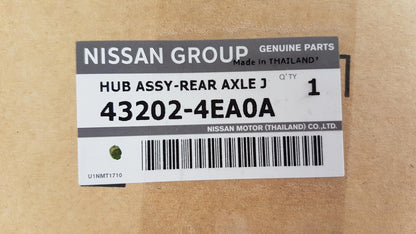 NISSAN GROUP GENUINE PARTS
Made in THAILAND*
HUB ASSY-REAR AXLE J Q'TY 1
43202-4EA0A
NISSAN MOTOR (THAILAND) CO.,LTD.
U1NMT1710